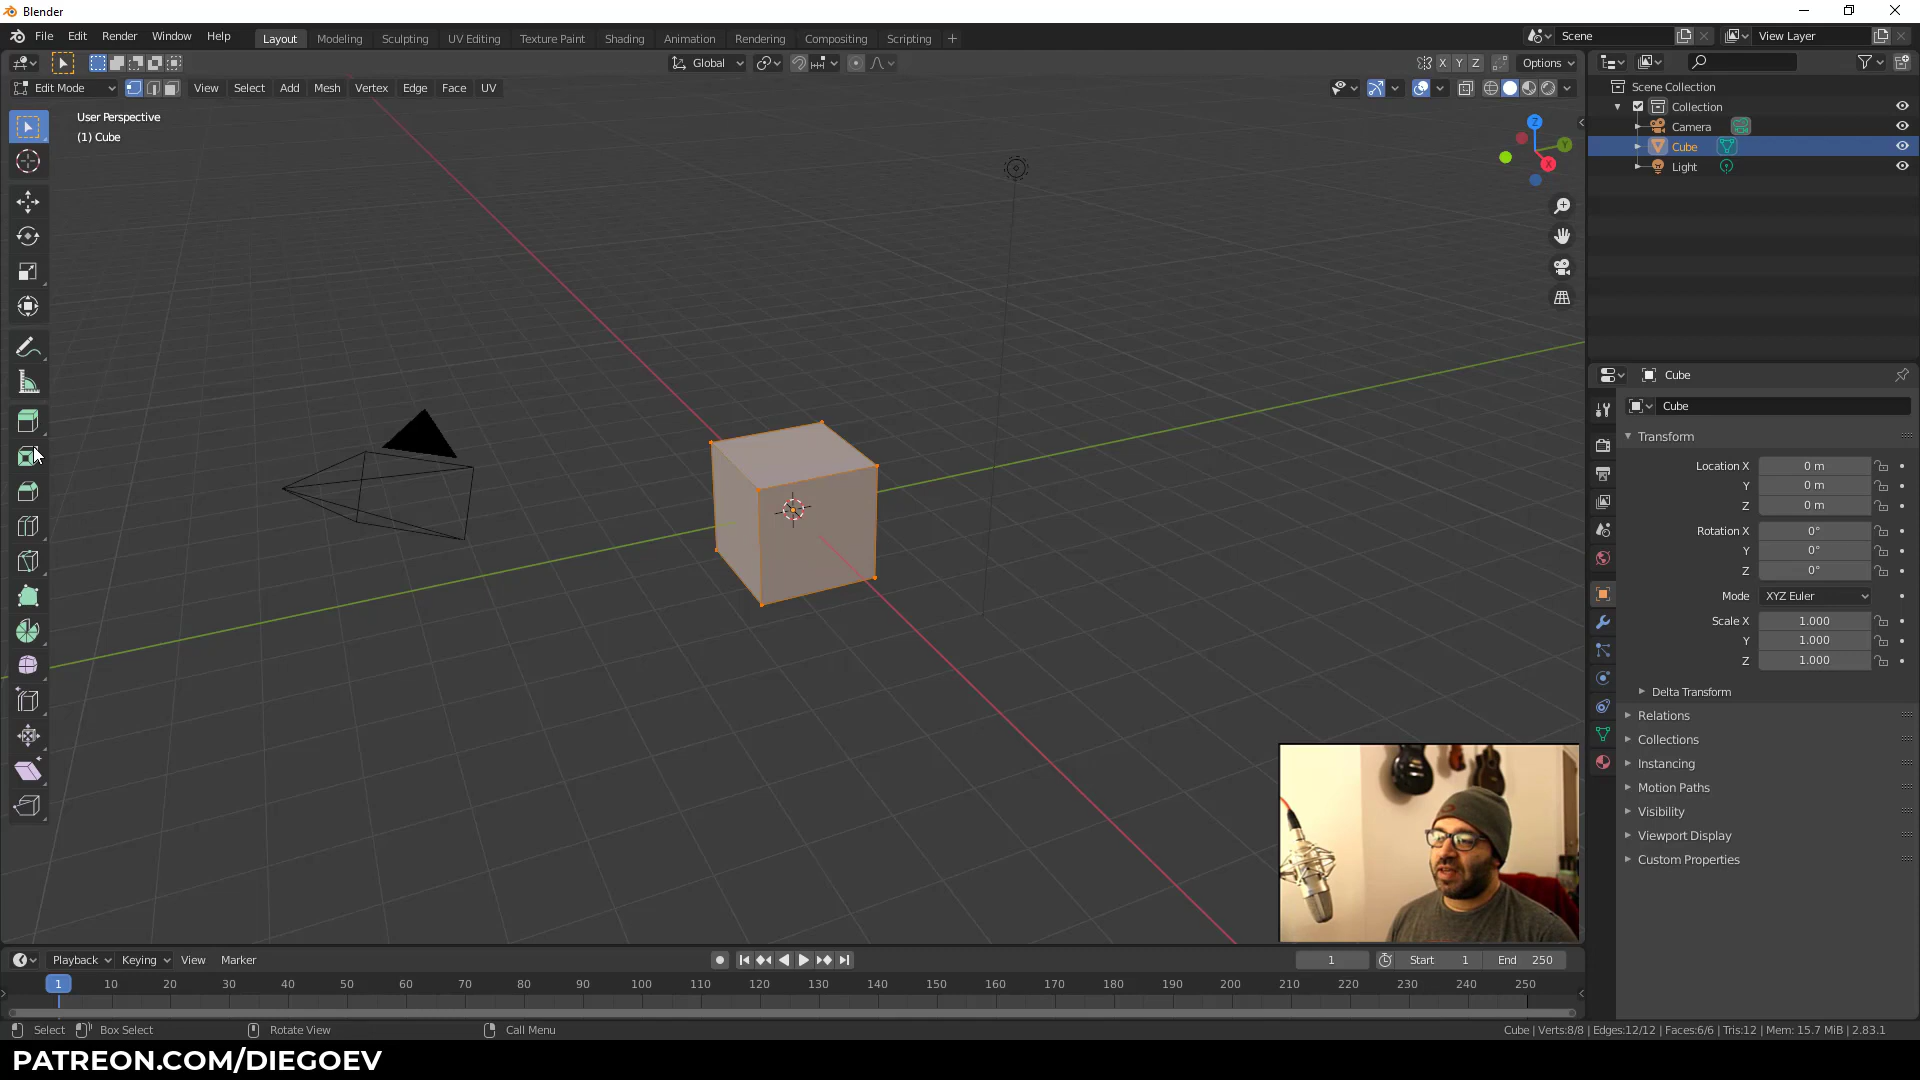 Blender
File Edit Render Window Help
Layout Modeling Sculpting UV Editing Texture Paint Shading Animation Rendering Compositing Scripting +
Scene
View Layer
Global
X Y Z
Options
Edit Mode
View Select Add Mesh Vertex Edge Face UV
User Perspective
(1) Cube
Z
Y
X
Scene Collection
Collection
Camera
Cube
Light
Cube
Cube
Transform
Location X 0 m
Y 0 m
Z 0 m
Rotation X 0°
Y 0°
Z 0°
Mode XYZ Euler
Scale X 1.000
Y 1.000
Z 1.000
Delta Transform
Relations
Collections
Instancing
Motion Paths
Visibility
Viewport Display
Custom Properties
Playback Keying View Marker
1
Start 1
End 250
1 10 20 30 40 50 60 70 80 90 100 110 120 130 140 150 160 170 180 190 200 210 220 230 240 250
Select Box Select Rotate View Call Menu
Cube | Verts:8/8 | Edges:12/12 | Faces:6/6 | Tris:12 | Mem: 15.7 MiB | 2.83.1
PATREON.COM/DIEGOEV